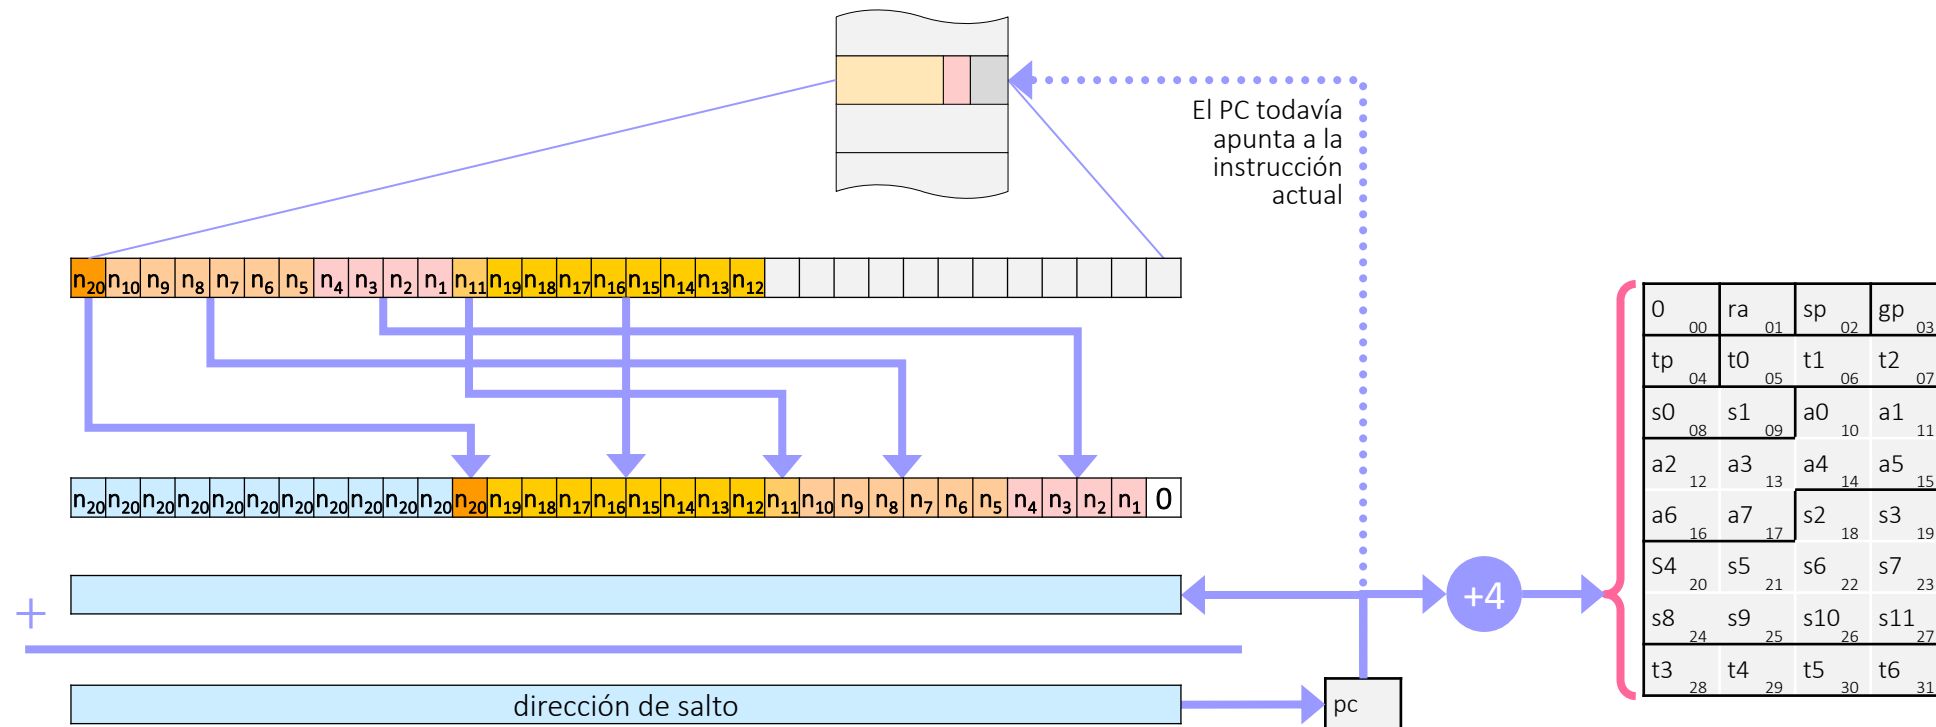 El PC todavía
apunta a la
instrucción
actual
n20 n10 n9 n8 n7 n6 n5 n4 n3 n2 n1 n11 n19 n18 n17 n16 n15 n14 n13 n12
n20 n20 n20 n20 n20 n20 n20 n20 n20 n20 n20 n20 n19 n18 n17 n16 n15 n14 n13 n12 n11 n10 n9 n8 n7 n6 n5 n4 n3 n2 n1 0
+
+4
dirección de salto
pc
0 00 ra 01 sp 02 gp 03
tp 04 t0 05 t1 06 t2 07
s0 08 s1 09 a0 10 a1 11
a2 12 a3 13 a4 14 a5 15
a6 16 a7 17 s2 18 s3 19
S4 20 s5 21 s6 22 s7 23
s8 24 s9 25 s10 26 s11 27
t3 28 t4 29 t5 30 t6 31